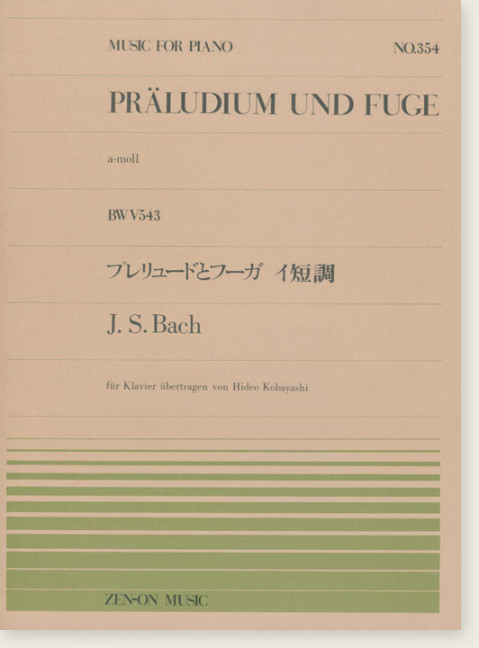 MUSIC FOR PIANO NO.354
PRÄLUDIUM UND FUGE
a-moll
BWV543
プレリュードとフーガ イ短調
J. S. Bach
für Klavier übertragen von Hideo Kobayashi
ZEN-ON MUSIC